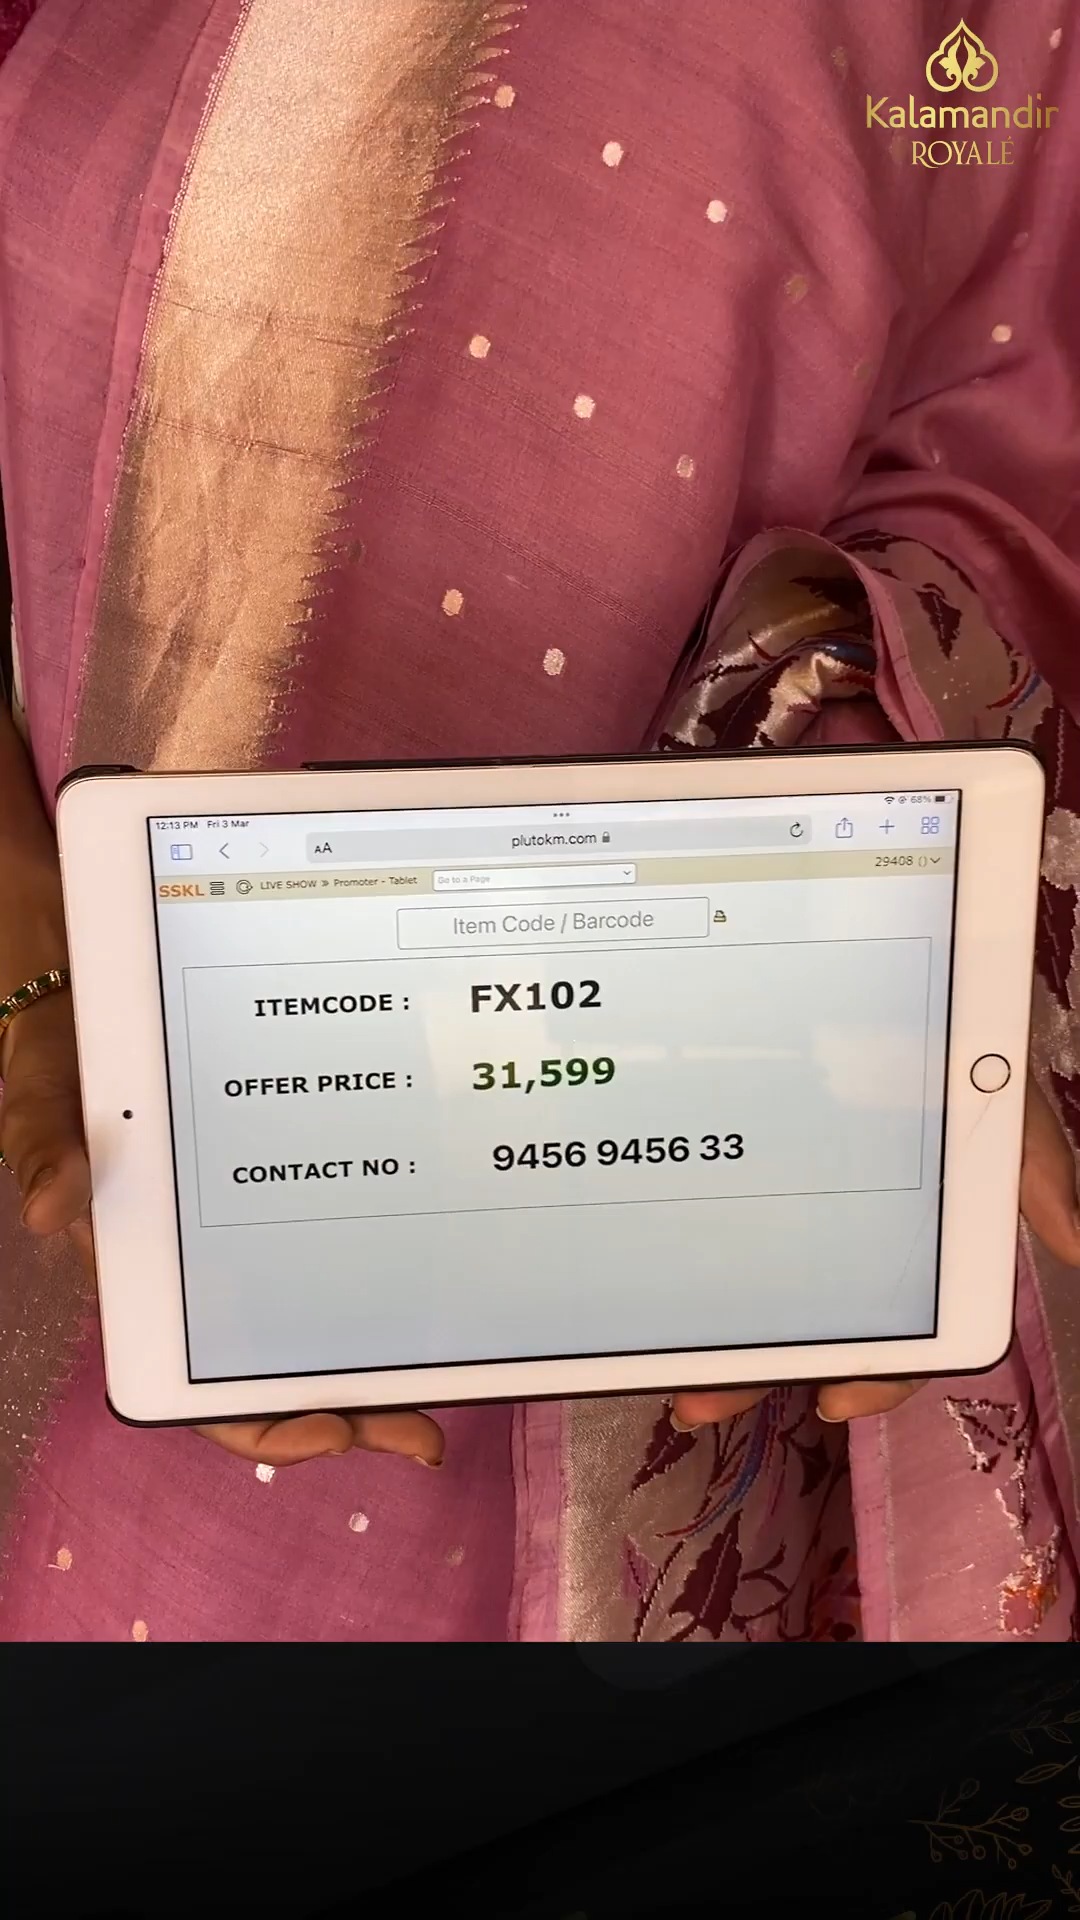 Kalamandir
ROYALÉ
12:13 PM Fri 3 Mar
68%
AA
plutokm.com
SSKL
LIVE SHOW » Promoter - Tablet
Go to a Page
29408 ()
Item Code / Barcode
ITEMCODE : FX102
OFFER PRICE : 31,599
CONTACT NO : 9456 9456 33